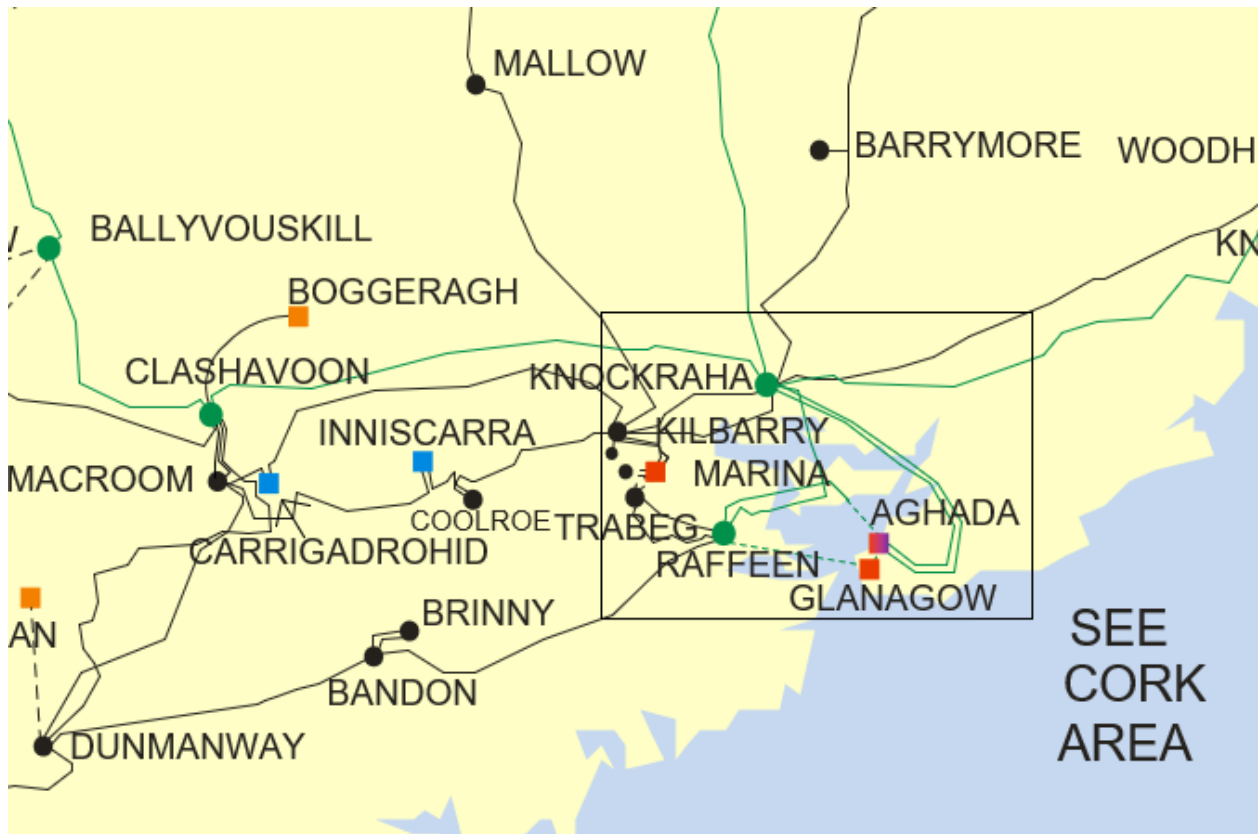 MALLOW
BARRYMORE
WOODH
BALLYVOUSKILL
KN
BOGGERAGH
CLASHAVOON
KNOCKRAHA
INNISCARRA
KILBARRY
MACROOM
MARINA
COOLROE
TRABEG
AGHADA
CARRIGADROHID
RAFFEEN
GLANAGOW
BRINNY
AN
SEE
CORK
AREA
BANDON
DUNMANWAY